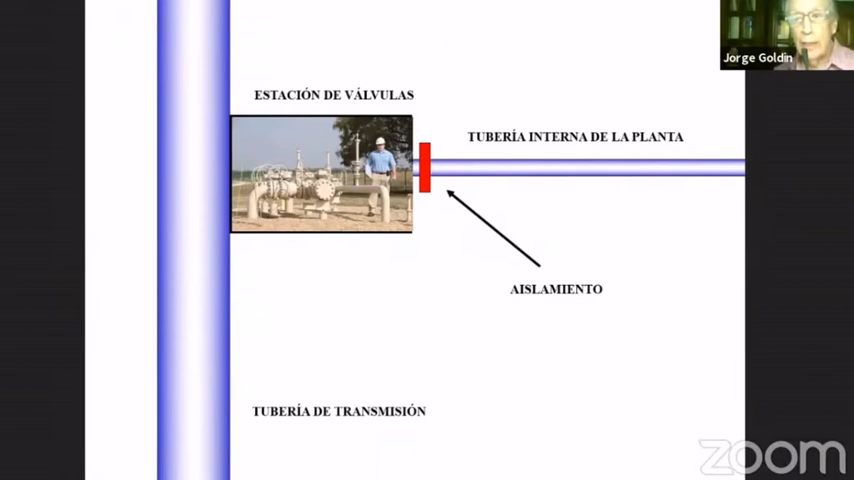 Jorge Goldin
ESTACIÓN DE VÁLVULAS
TUBERÍA INTERNA DE LA PLANTA
AISLAMIENTO
TUBERÍA DE TRANSMISIÓN
zoom